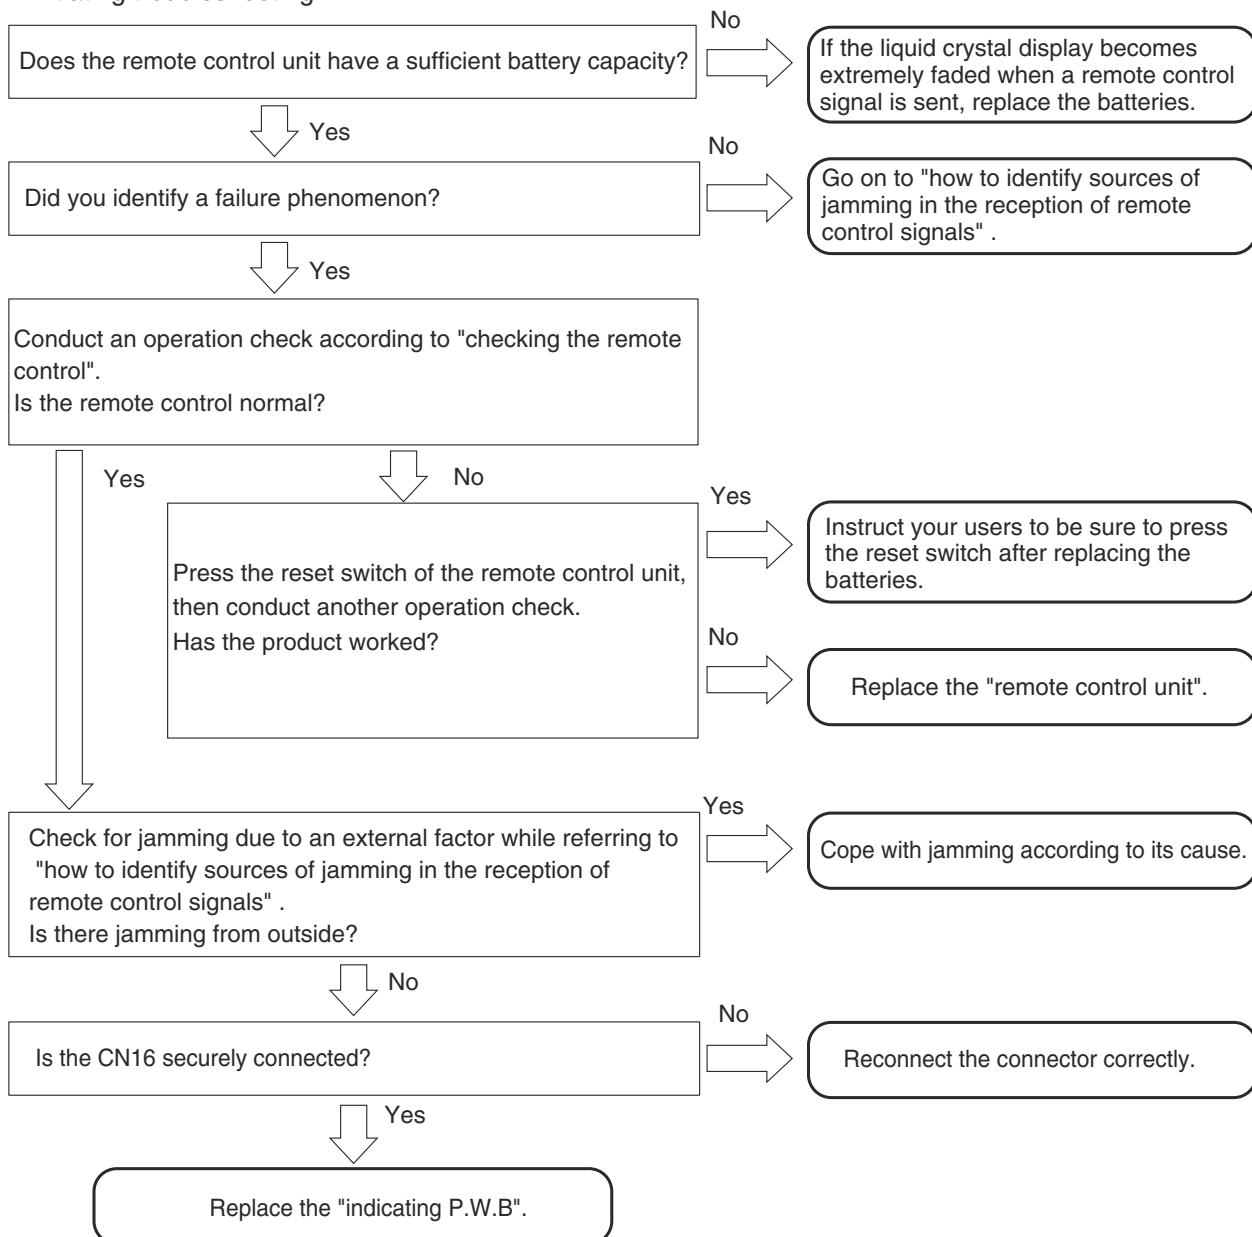 Does the remote control unit have a sufficient battery capacity?
No
If the liquid crystal display becomes
extremely faded when a remote control
signal is sent, replace the batteries.
Yes
Did you identify a failure phenomenon?
No
Go on to "how to identify sources of
jamming in the reception of remote
control signals" .
Yes
Conduct an operation check according to "checking the remote
control".
Is the remote control normal?
Yes
No
Press the reset switch of the remote control unit,
then conduct another operation check.
Has the product worked?
Yes
Instruct your users to be sure to press
the reset switch after replacing the
batteries.
No
Replace the "remote control unit".
Check for jamming due to an external factor while referring to
"how to identify sources of jamming in the reception of
remote control signals" .
Is there jamming from outside?
Yes
Cope with jamming according to its cause.
No
Is the CN16 securely connected?
No
Reconnect the connector correctly.
Yes
Replace the "indicating P.W.B".